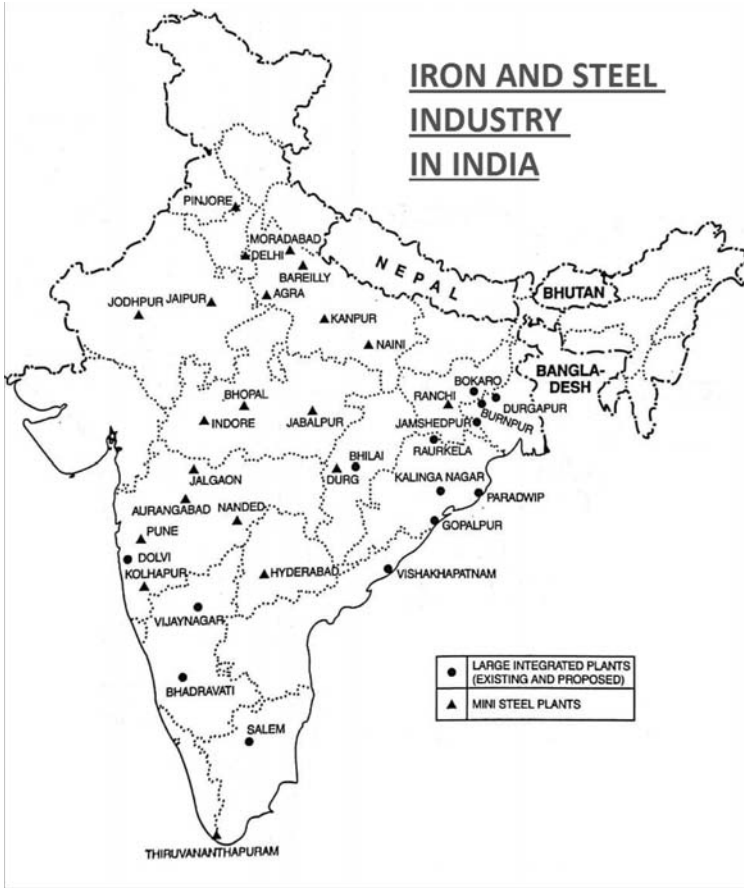 IRON AND STEEL
INDUSTRY
IN INDIA
PINJORE
MORADABAD
DELHI
BAREILLY
AGRA
JODHPUR
JAIPUR
KANPUR
NAINI
NEPAL
BHUTAN
BANGLA-
DESH
BHOPAL
INDORE
JABALPUR
RANCHI
BOKARO
DURGAPUR
BURNPUR
JAMSHEDPUR
RAURKELA
BHILAI
DURG
KALINGA NAGAR
PARADWIP
GOPALPUR
JALGAON
AURANGABAD
NANDED
PUNE
DOLVI
KOLHAPUR
HYDERABAD
VISHAKHAPATNAM
VIJAYNAGAR
BHADRAVATI
SALEM
THIRUVANANTHAPURAM
LARGE INTEGRATED PLANTS
(EXISTING AND PROPOSED)
MINI STEEL PLANTS